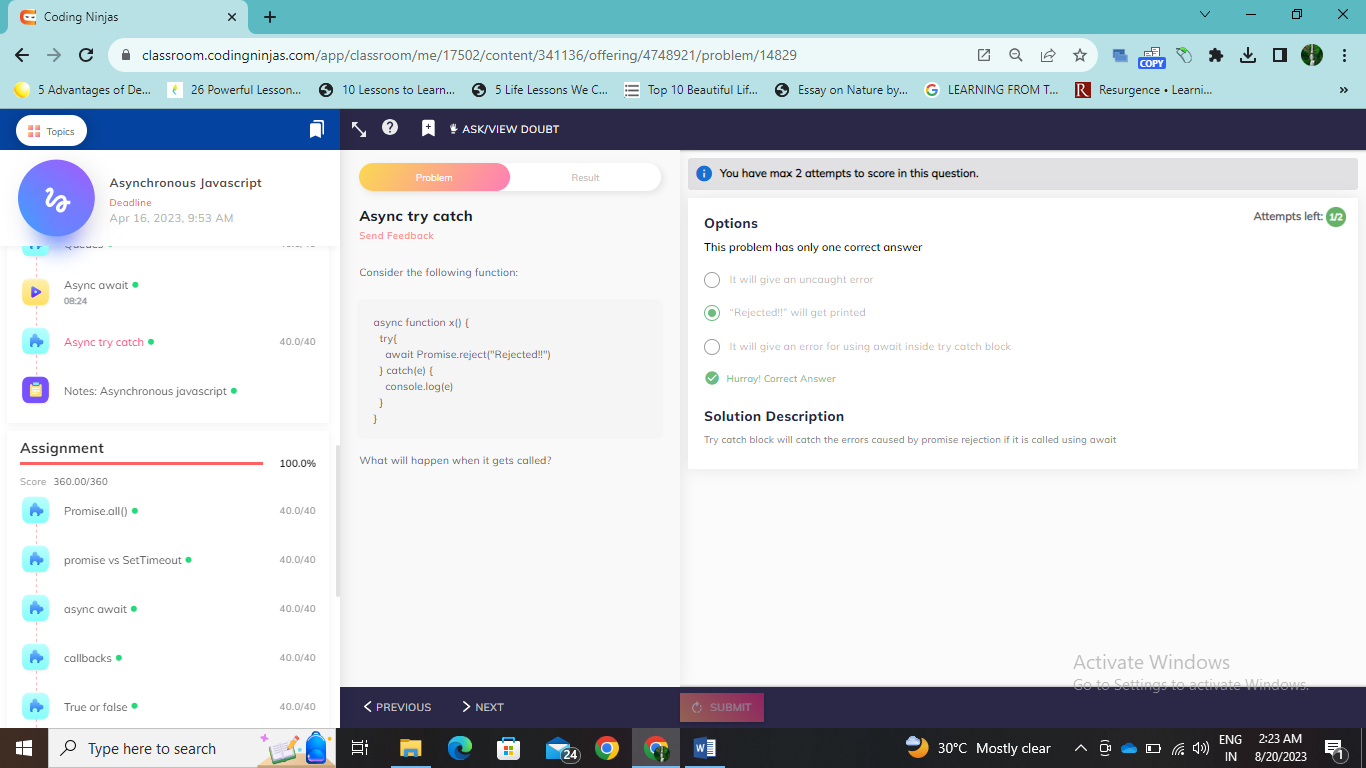 Coding Ninjas
classroom.codingninjas.com/app/classroom/me/17502/content/341136/offering/4748921/problem/14829
COPY
5 Advantages of De...
26 Powerful Lesson...
10 Lessons to Learn...
5 Life Lessons We C...
Top 10 Beautiful Lif...
Essay on Nature by...
LEARNING FROM T...
Resurgence • Learni...
»
Topics
ASK/VIEW DOUBT
Asynchronous Javascript
Deadline
Apr 16, 2023, 9:53 AM
Queues
Async await
08:24
Async try catch
40.0/40
Notes: Asynchronous javascript
Assignment
100.0%
Score 360.00/360
Promise.all()
40.0/40
promise vs SetTimeout
40.0/40
async await
40.0/40
callbacks
40.0/40
True or false
40.0/40
Problem
Result
Async try catch
Send Feedback
Consider the following function:
async function x() {
try{
await Promise.reject("Rejected!!")
} catch(e) {
console.log(e)
}
}
What will happen when it gets called?
PREVIOUS
NEXT
You have max 2 attempts to score in this question.
Options
Attempts left: 1/2
This problem has only one correct answer
It will give an uncaught error
“Rejected!!” will get printed
It will give an error for using await inside try catch block
Hurray! Correct Answer
Solution Description
Try catch block will catch the errors caused by promise rejection if it is called using await
Activate Windows
Go to Settings to activate Windows.
SUBMIT
Type here to search
24
30°C Mostly clear
ENG
IN
2:23 AM
8/20/2023
1